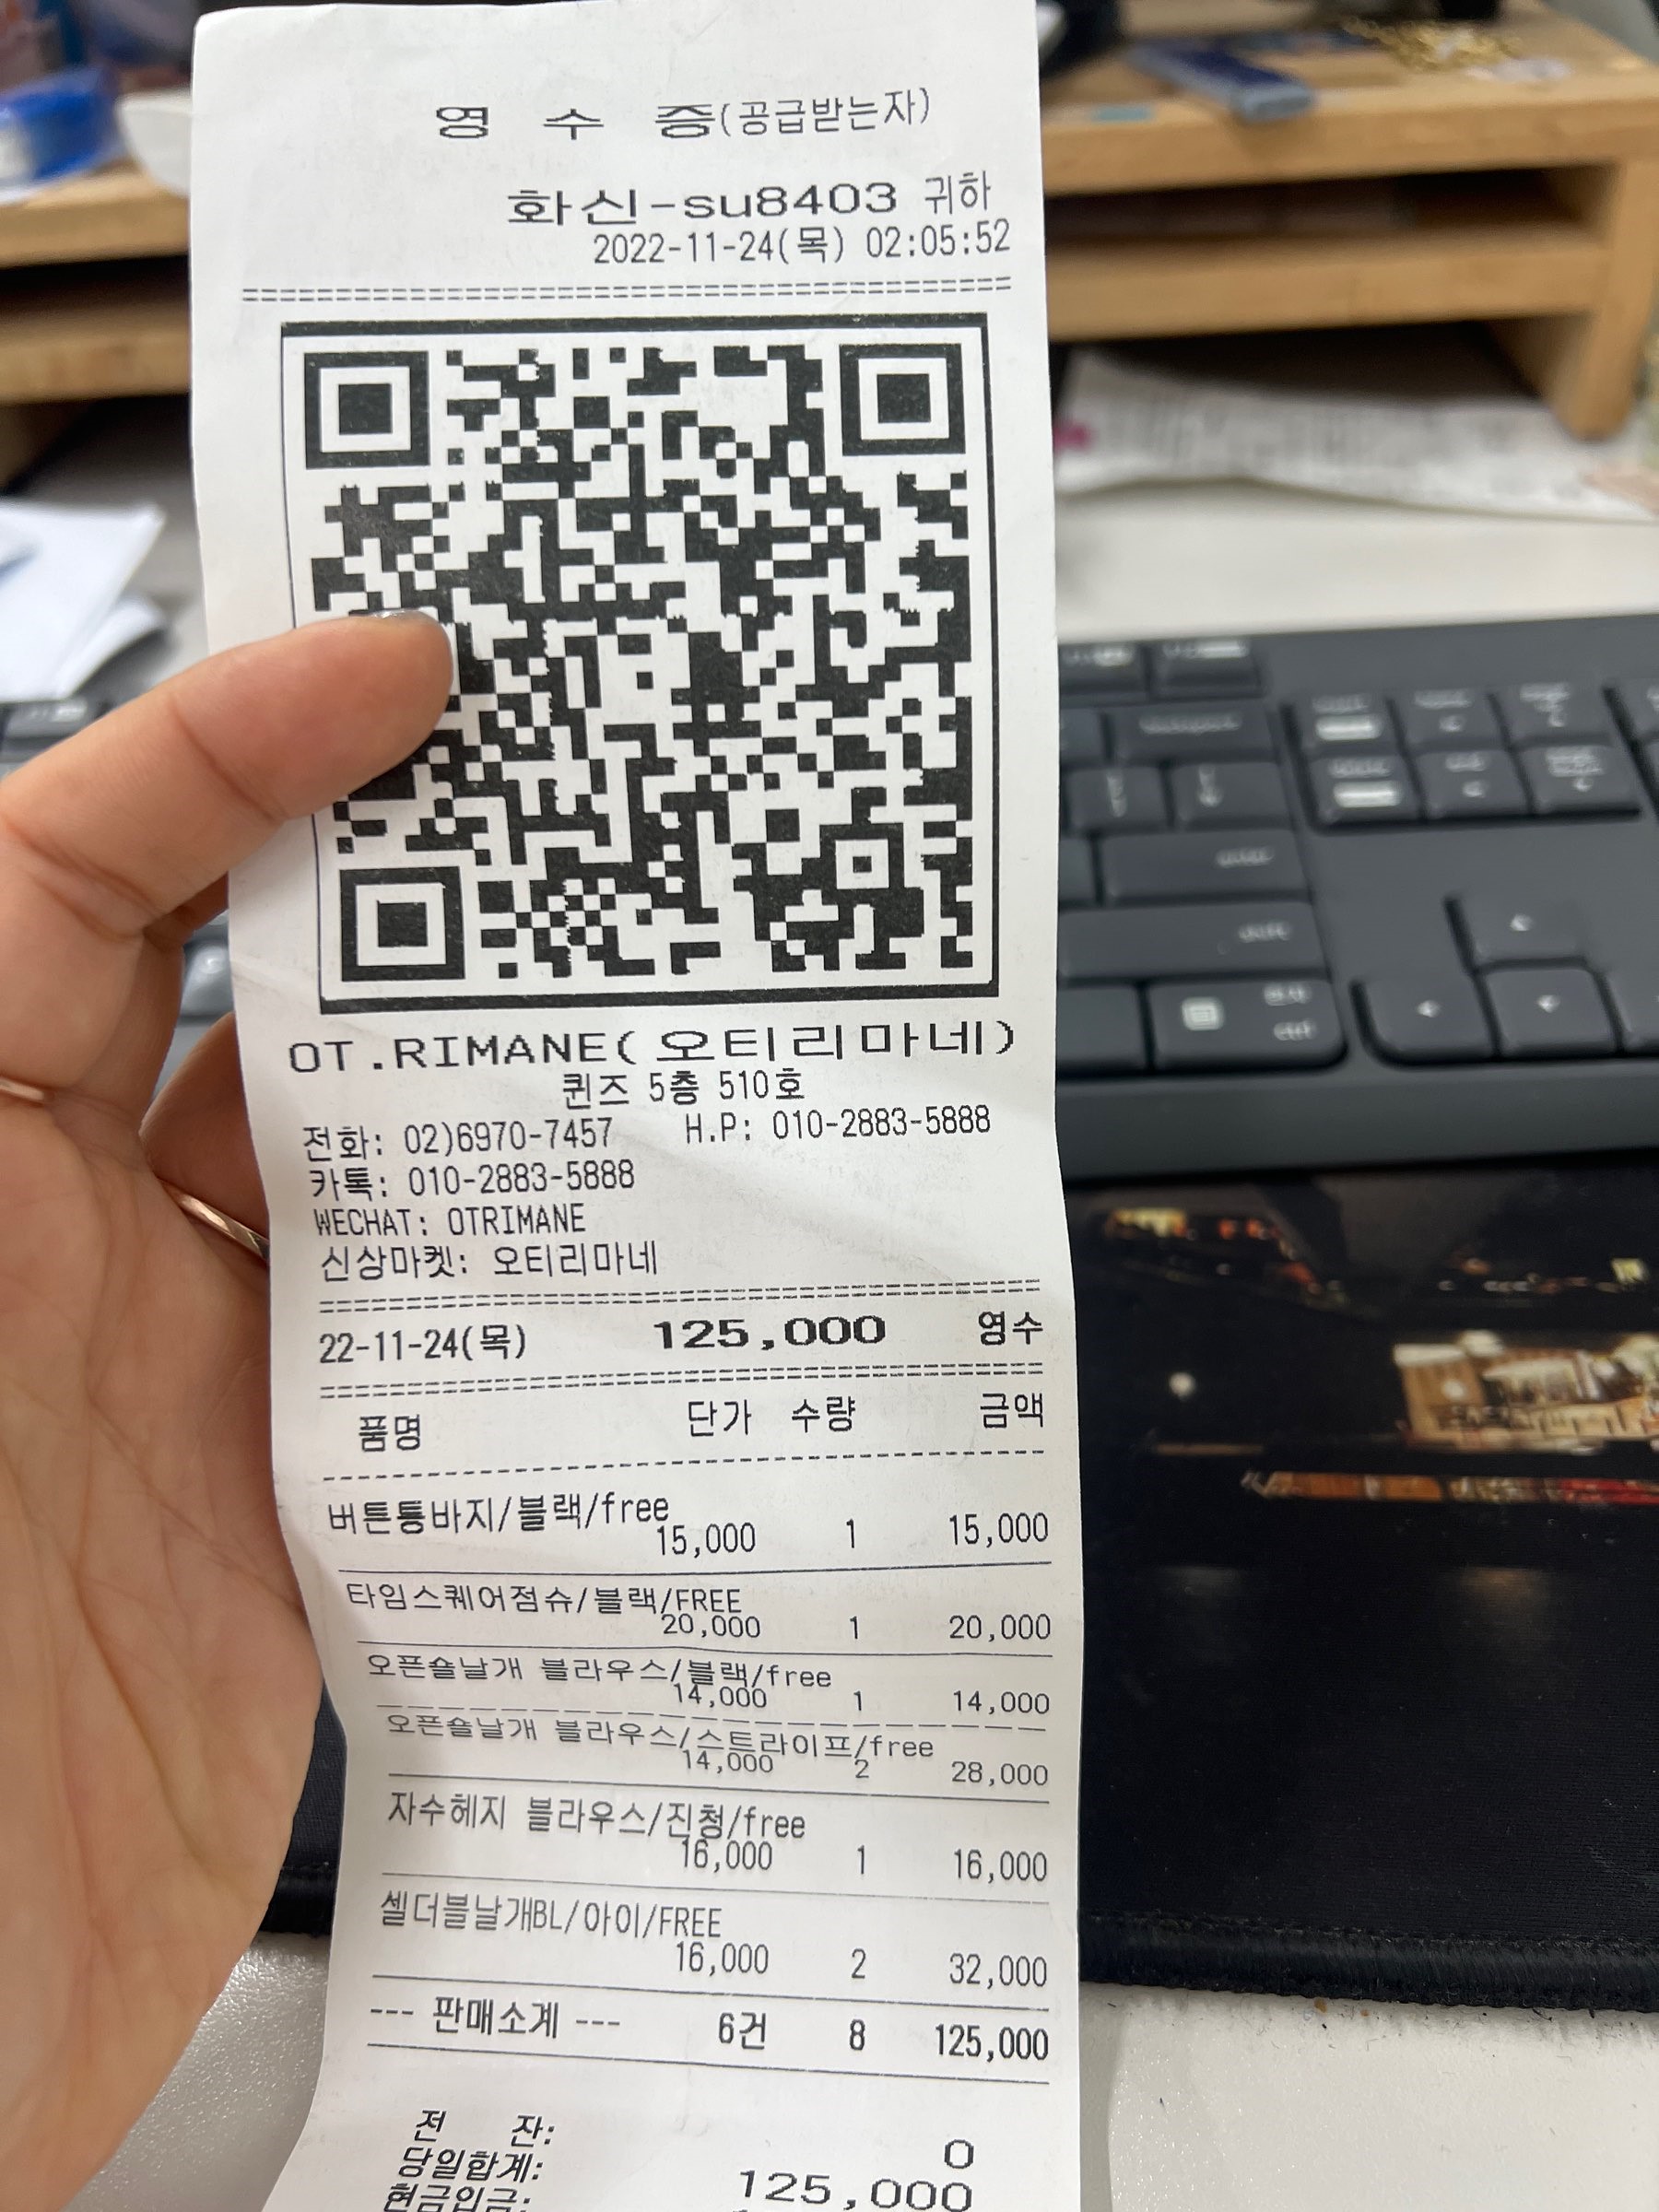 영 수 증(공급받는자)
화신-su8403 귀하
2022-11-24(목) 02:05:52
OT.RIMANE(오티리마네)
퀸즈 5층 510호
전화: 02)6970-7457 H.P: 010-2883-5888
카톡: 010-2883-5888
WECHAT: OTRIMANE
신상마켓: 오티리마네
22-11-24(목) 125,000 영수
품명 단가 수량 금액
버튼통바지/블랙/free
15,000 1 15,000
타임스퀘어점슈/블랙/FREE
20,000 1 20,000
오픈숄날개 블라우스/블랙/free
14,000 1 14,000
오픈숄날개 블라우스/스트라이프/free
14,000 2 28,000
자수헤지 블라우스/진청/free
16,000 1 16,000
셀더블날개BL/아이/FREE
16,000 2 32,000
--- 판매소계 --- 6건 8 125,000
전 잔: 0
당일합계: 125,000
현금입금:
enter
shift
ctrl